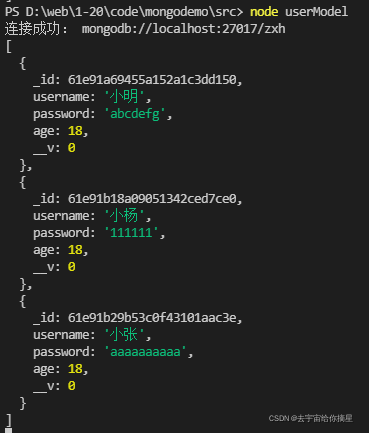 PS D:\web\1-20\code\mongodemo\src> node userModel
连接成功： mongodb://localhost:27017/zxh
[
  {
    _id: 61e91a69455a152a1c3dd150,
    username: '小明',
    password: 'abcdefg',
    age: 18,
    __v: 0
  },
  {
    _id: 61e91b18a09051342ced7ce0,
    username: '小杨',
    password: '111111',
    age: 18,
    __v: 0
  },
  {
    _id: 61e91b29b53c0f43101aac3e,
    username: '小张',
    password: 'aaaaaaaaaa',
    age: 18,
    __v: 0
  }
]
CSDN @去宇宙给你摘星